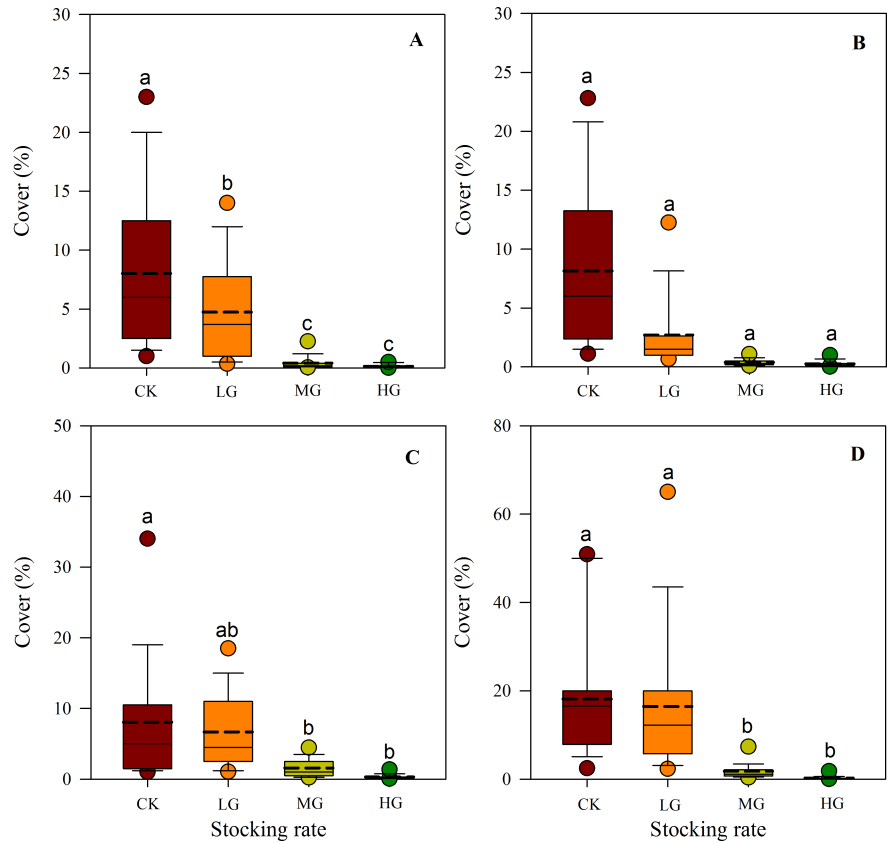 A
Cover (%)
30
25
20
15
10
5
0
a
b
c
c
CK
LG
MG
HG
B
Cover (%)
30
25
20
15
10
5
0
a
a
a
a
CK
LG
MG
HG
C
Cover (%)
50
40
30
20
10
0
a
ab
b
b
CK
LG
MG
HG
Stocking rate
D
Cover (%)
80
60
40
20
0
a
a
b
b
CK
LG
MG
HG
Stocking rate